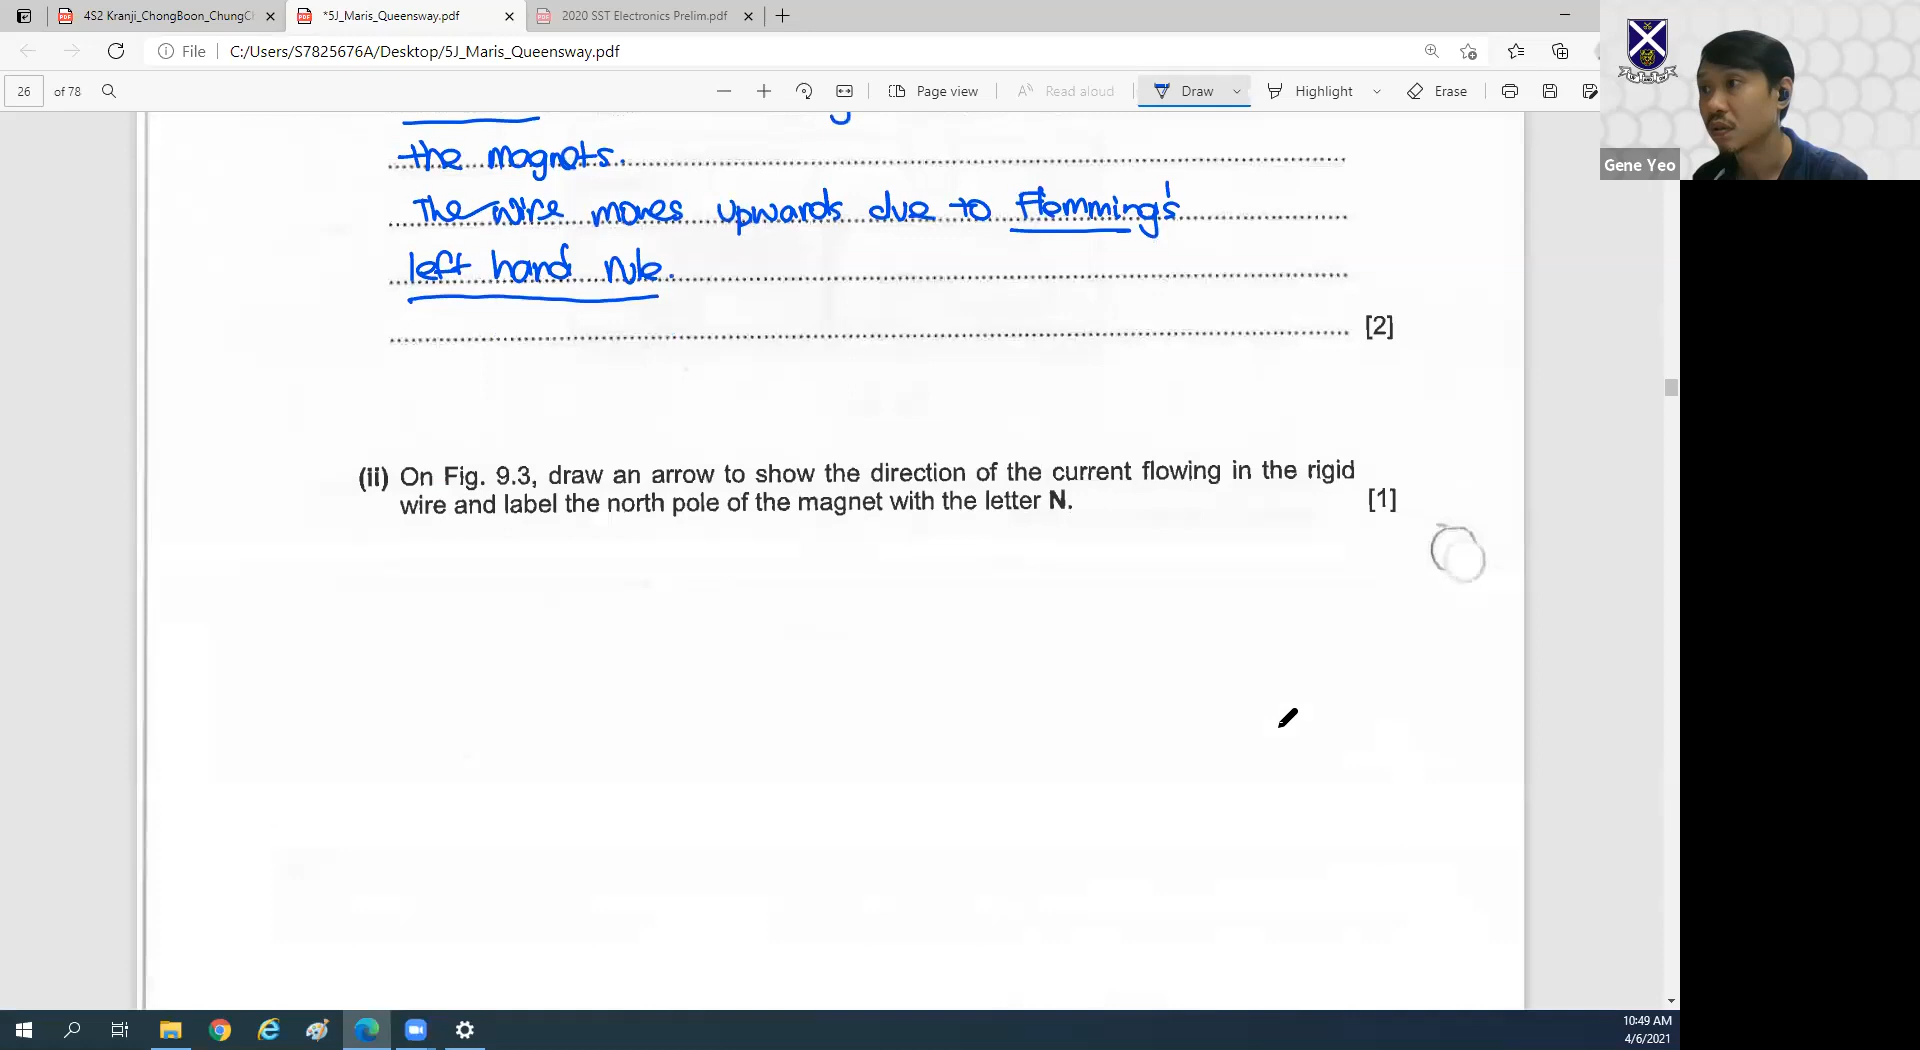 4S2 Kranji_ChongBoon_ChungC
*5J_Maris_Queensway.pdf
2020 SST Electronics Prelim.pdf
File
C:/Users/S7825676A/Desktop/5J_Maris_Queensway.pdf
26 of 78
Page view
Read aloud
Draw
Highlight
Erase
Gene Yeo
the magnets.
The wire moves upwards due to Flemming's
left hand rule.
[2]
(ii) On Fig. 9.3, draw an arrow to show the direction of the current flowing in the rigid
wire and label the north pole of the magnet with the letter N. [1]
10:49 AM
4/6/2021